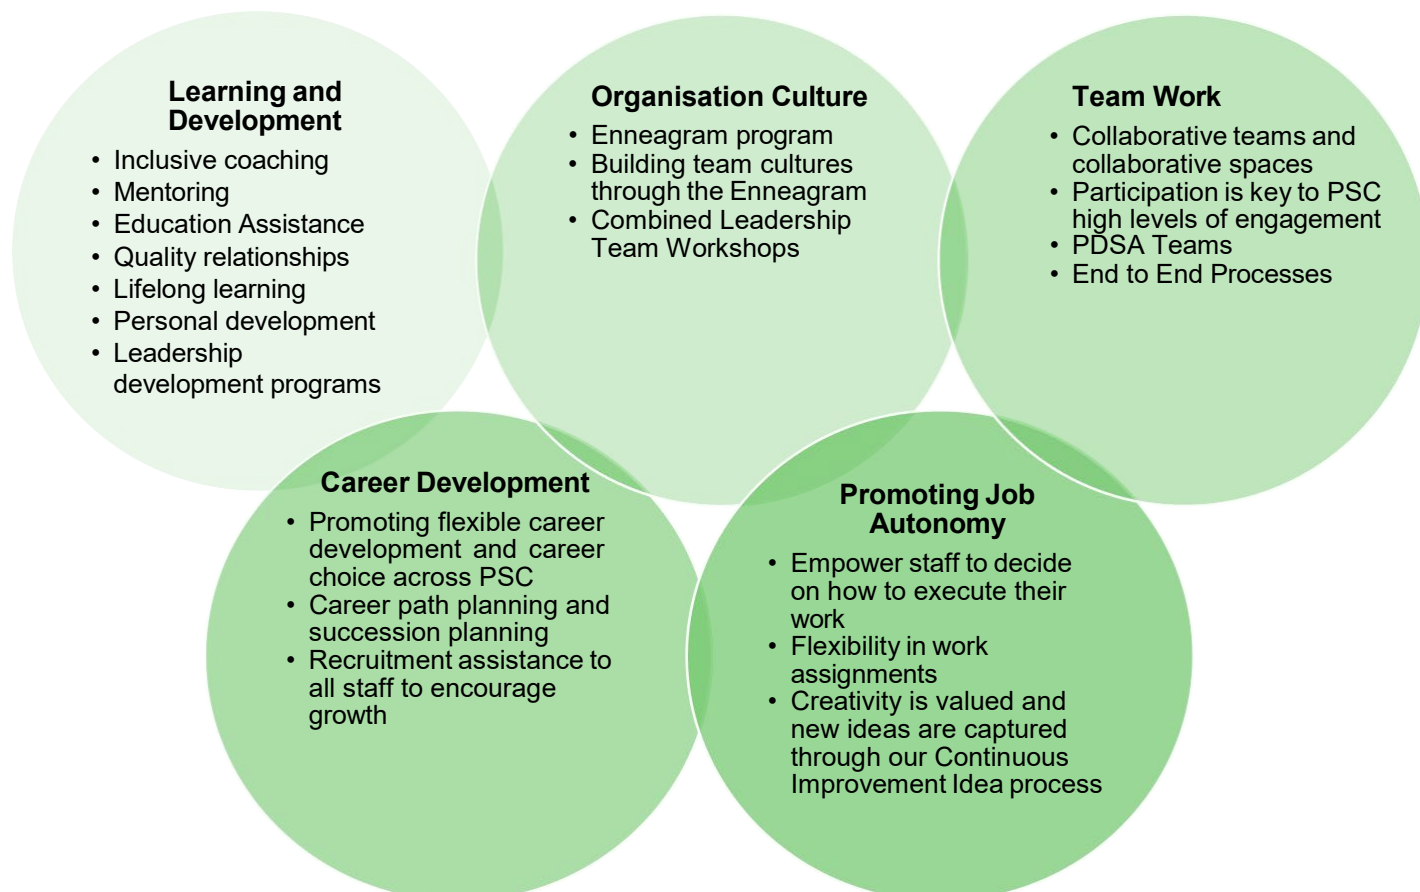 Learning and
Development
• Inclusive coaching
• Mentoring
• Education Assistance
• Quality relationships
• Lifelong learning
• Personal development
• Leadership
development programs
Organisation Culture
• Enneagram program
• Building team cultures
through the Enneagram
• Combined Leadership
Team Workshops
Team Work
• Collaborative teams and
collaborative spaces
• Participation is key to PSC
high levels of engagement
• PDSA Teams
• End to End Processes
Career Development
• Promoting flexible career
development and career
choice across PSC
• Career path planning and
succession planning
• Recruitment assistance to
all staff to encourage
growth
Promoting Job
Autonomy
• Empower staff to decide
on how to execute their
work
• Flexibility in work
assignments
• Creativity is valued and
new ideas are captured
through our Continuous
Improvement Idea process